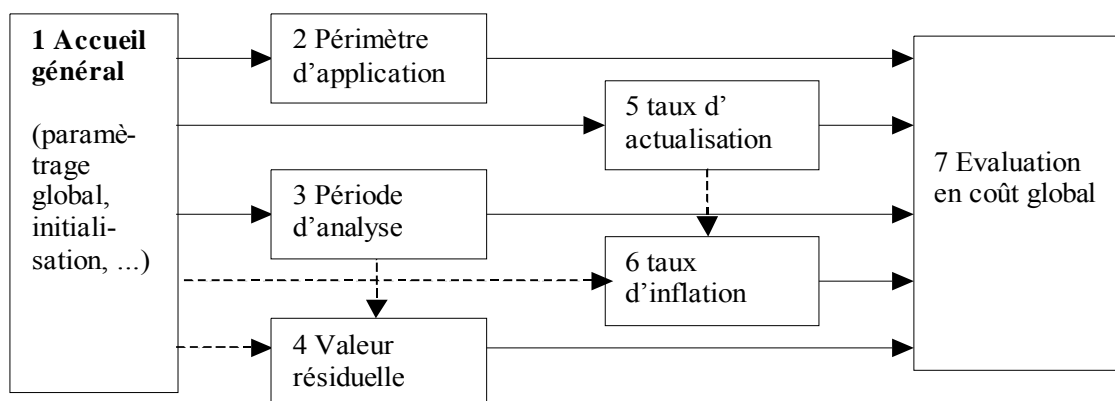 1 Accueil
général
(paramè-
trage
global,
initiali-
sation, ...)
2 Périmètre
d’application
3 Période
d’analyse
4 Valeur
résiduelle
5 taux d’
actualisation
6 taux
d’inflation
7 Evaluation
en coût global